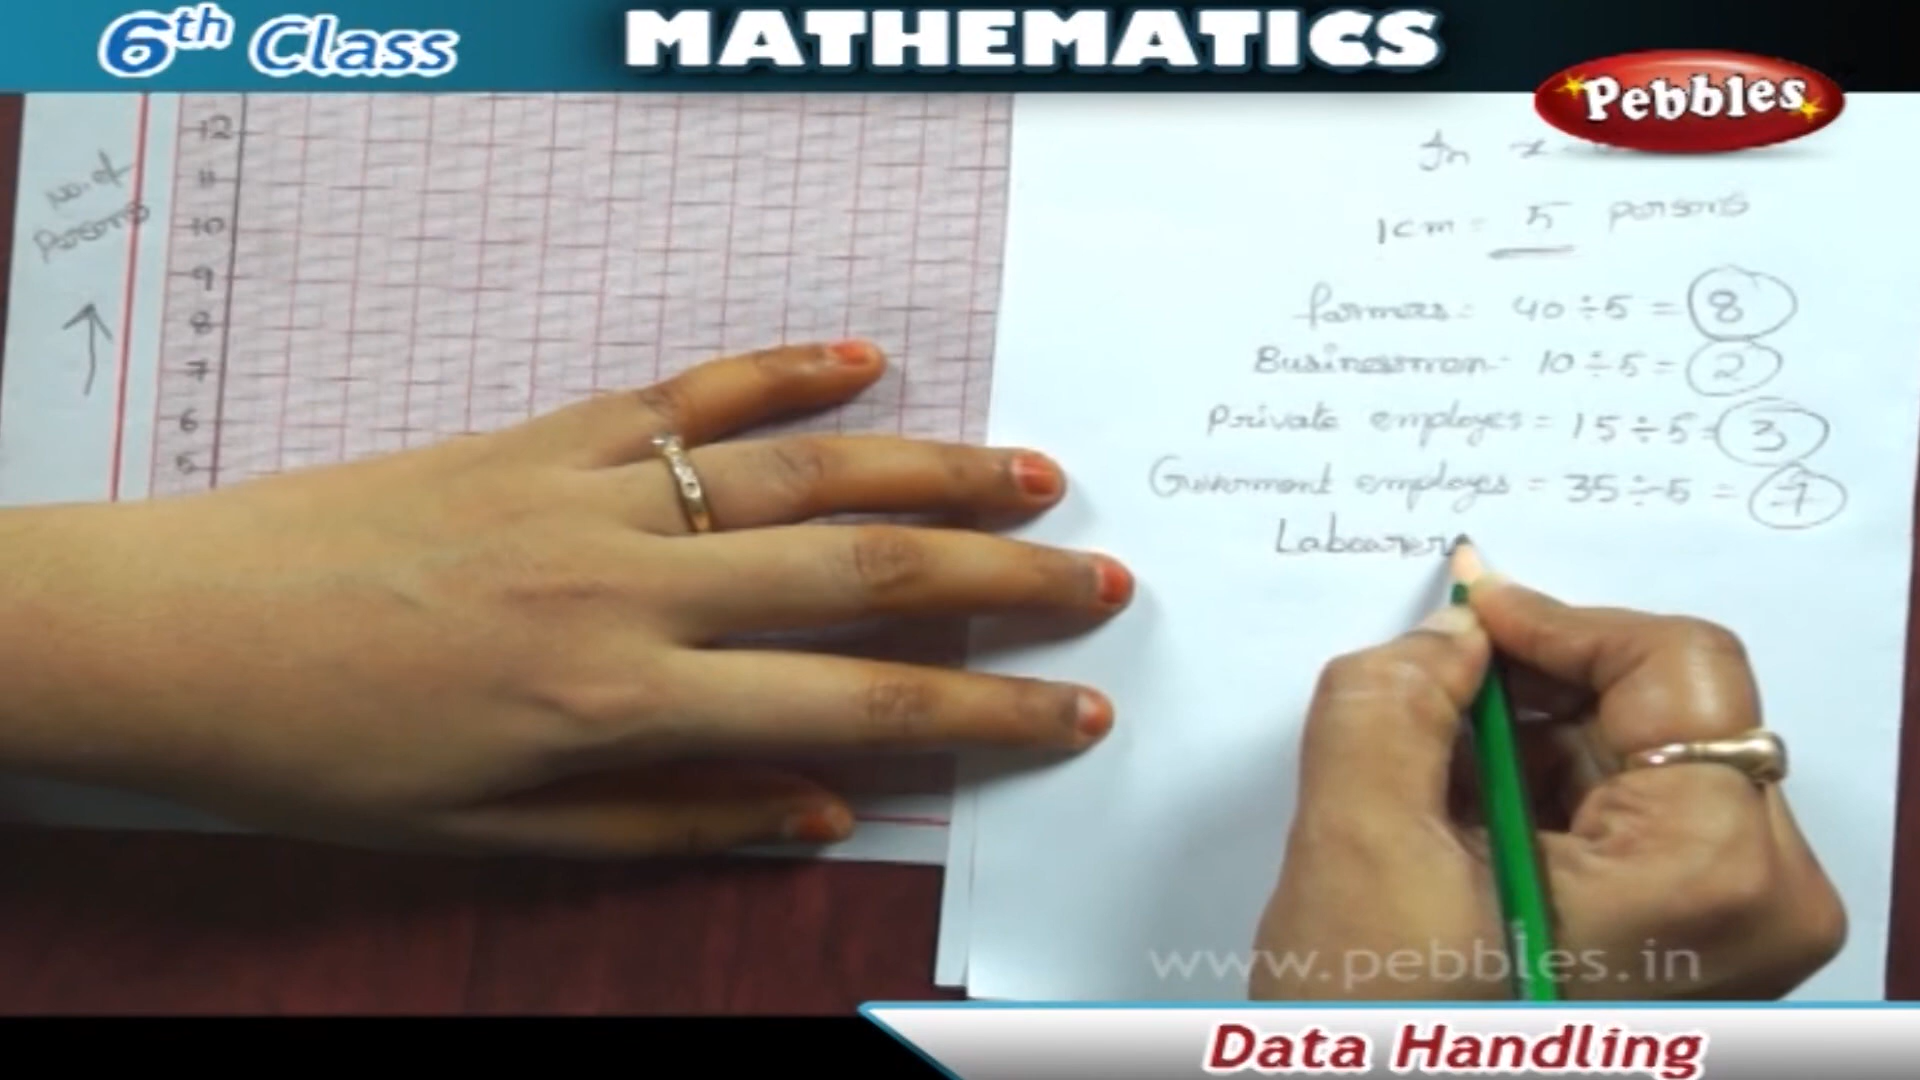 6th Class
MATHEMATICS
Pebbles
12
11
10
9
8
7
6
5
No. of
Persons
In x
1cm = 5 persons
farmers = 40 ÷ 5 = 8
Businessman - 10 ÷ 5 = 2
Private employes = 15 ÷ 5 = 3
Government employes = 35 ÷ 5 = 7
Labourers
www.pebbles.in
Data Handling